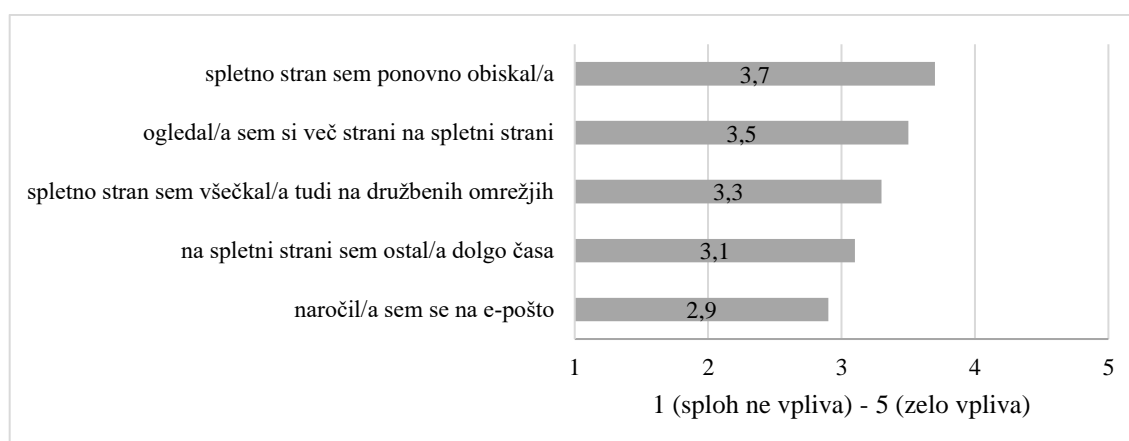 spletno stran sem ponovno obiskal/a
3,7
ogledal/a sem si več strani na spletni strani
3,5
spletno stran sem všečkal/a tudi na družbenih omrežjih
3,3
na spletni strani sem ostal/a dolgo časa
3,1
naročil/a sem se na e-pošto
2,9
1 2 3 4 5
1 (sploh ne vpliva) - 5 (zelo vpliva)